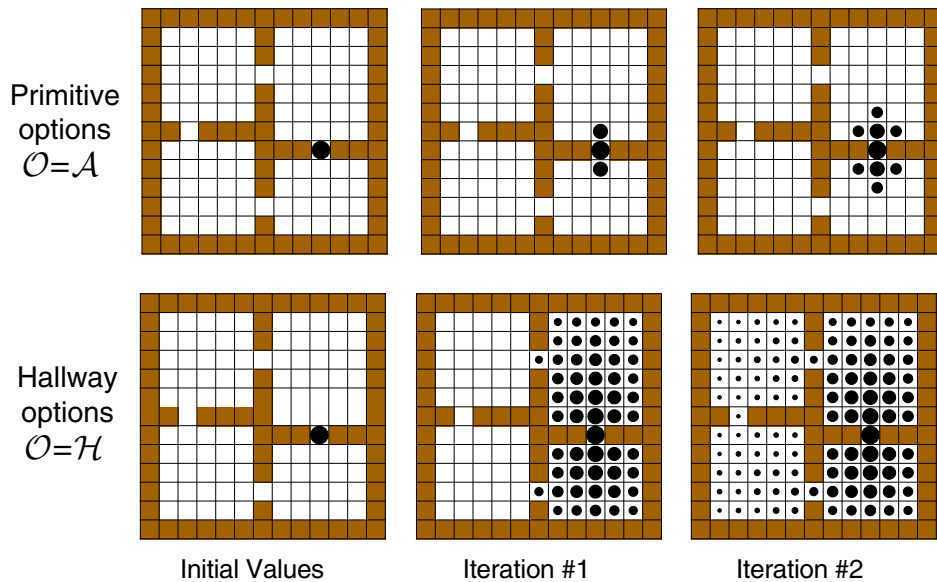 Primitive
options
𝒪=𝒜
Hallway
options
𝒪=ℋ
Initial Values
Iteration #1
Iteration #2